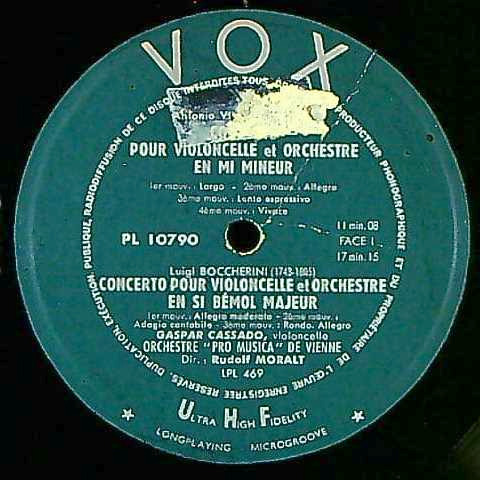 VOX
Antonio
POUR VIOLONCELLE et ORCHESTRE
EN MI MINEUR
1er mouv.: Largo - 2ème mouv.: Allegro
3ème mouv.: Lento espressivo
4ème mouv.: Vivace
11 min. 08
PL 10790
FACE 1
17 min. 15
Luigi BOCCHERINI (1743-1805)
CONCERTO POUR VIOLONCELLE et ORCHESTRE
EN SI BÉMOL MAJEUR
1er mouv.: Allegro moderato - 2ème mouv.:
Adagio cantabile - 3ème mouv.: Rondo. Allegro
GASPAR CASSADO, violoncelle
ORCHESTRE "PRO MUSICA" DE VIENNE
Dir.: Rudolf MORALT
LPL 469
ULTRA HIGH FIDELITY
LONGPLAYING MICROGROOVE
DUPLICATION, EXÉCUTION PUBLIQUE, RADIODIFFUSION DE CE DISQUE INTERDITES TOUS
PRODUCTEUR PHONOGRAPHIQUE ET DU PROPRIÉTAIRE DE L'ŒUVRE ENREGISTRÉE RÉSERVÉS.